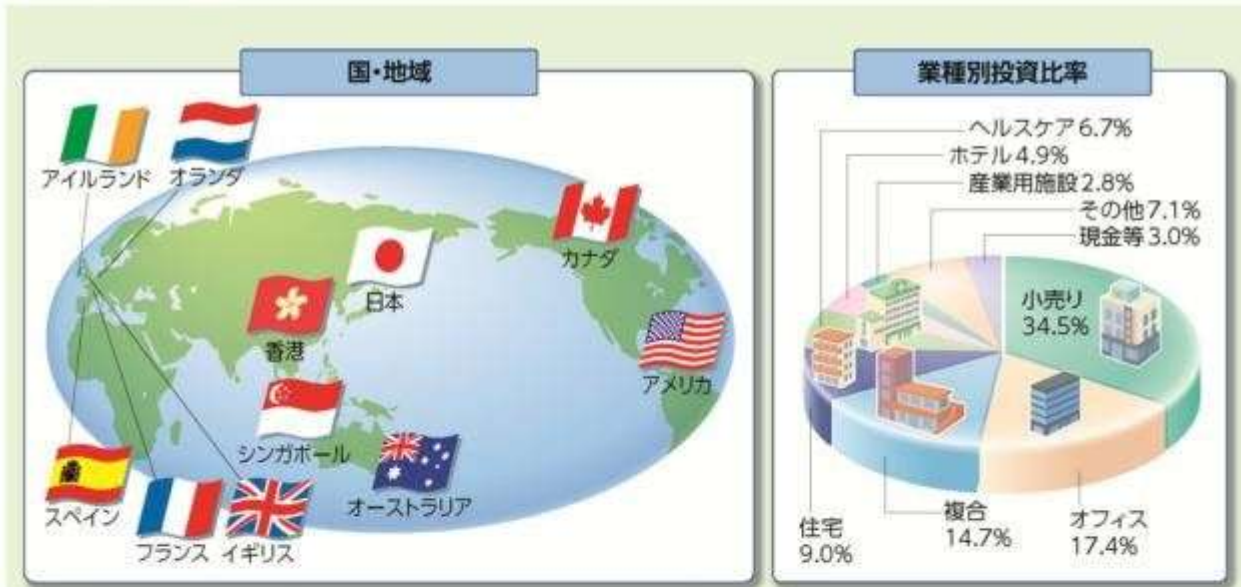 国・地域
アイルランド
オランダ
カナダ
日本
香港
アメリカ
シンガポール
オーストラリア
スペイン
フランス
イギリス
業種別投資比率
ヘルスケア6.7%
ホテル4.9%
産業用施設2.8%
その他7.1%
現金等3.0%
小売り
34.5%
住宅
9.0%
複合
14.7%
オフィス
17.4%